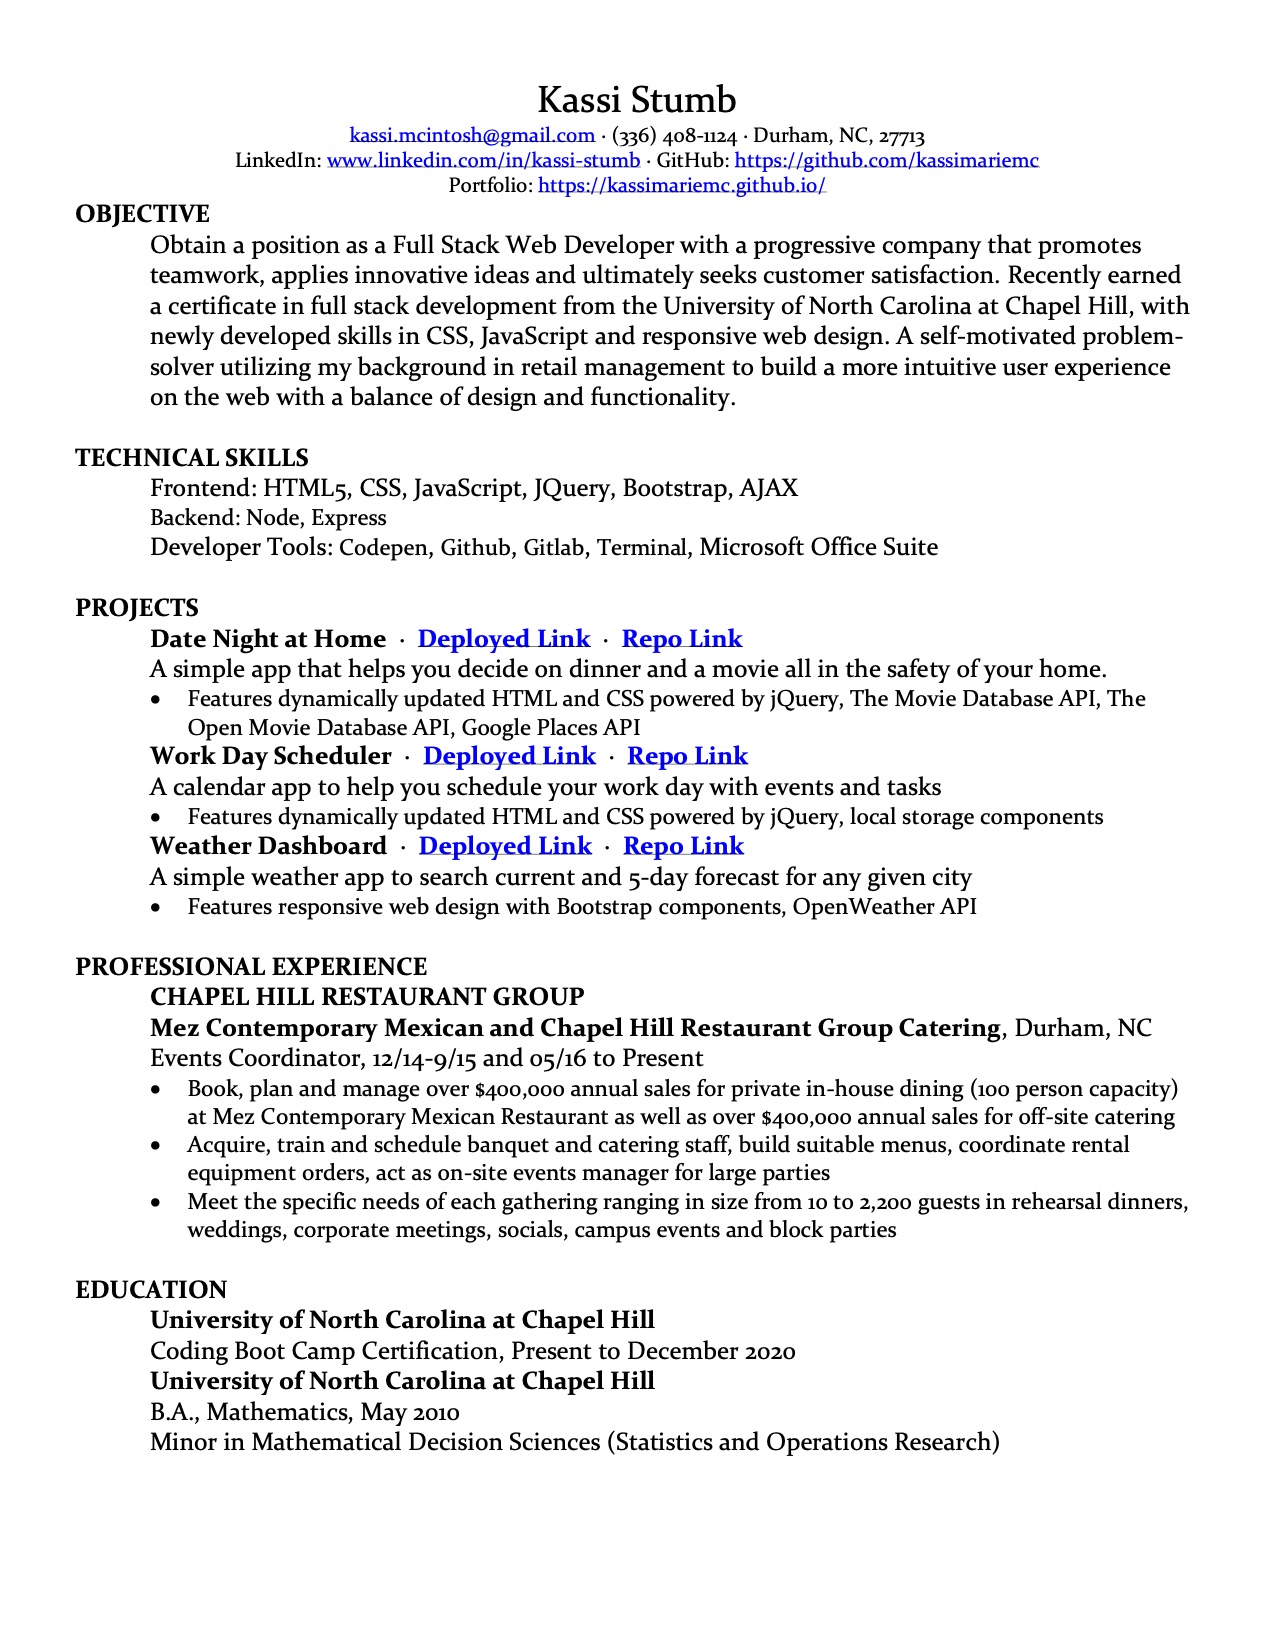 Kassi Stumb
kassi.mcintosh@gmail.com · (336) 408-1124 · Durham, NC, 27713
LinkedIn: www.linkedin.com/in/kassi-stumb · GitHub: https://github.com/kassimariemc
Portfolio: https://kassimariemc.github.io/
OBJECTIVE
Obtain a position as a Full Stack Web Developer with a progressive company that promotes
teamwork, applies innovative ideas and ultimately seeks customer satisfaction. Recently earned
a certificate in full stack development from the University of North Carolina at Chapel Hill, with
newly developed skills in CSS, JavaScript and responsive web design. A self-motivated problem-
solver utilizing my background in retail management to build a more intuitive user experience
on the web with a balance of design and functionality.
TECHNICAL SKILLS
Frontend: HTML5, CSS, JavaScript, JQuery, Bootstrap, AJAX
Backend: Node, Express
Developer Tools: Codepen, Github, Gitlab, Terminal, Microsoft Office Suite
PROJECTS
Date Night at Home · Deployed Link · Repo Link
A simple app that helps you decide on dinner and a movie all in the safety of your home.
• Features dynamically updated HTML and CSS powered by jQuery, The Movie Database API, The
Open Movie Database API, Google Places API
Work Day Scheduler · Deployed Link · Repo Link
A calendar app to help you schedule your work day with events and tasks
• Features dynamically updated HTML and CSS powered by jQuery, local storage components
Weather Dashboard · Deployed Link · Repo Link
A simple weather app to search current and 5-day forecast for any given city
• Features responsive web design with Bootstrap components, OpenWeather API
PROFESSIONAL EXPERIENCE
CHAPEL HILL RESTAURANT GROUP
Mez Contemporary Mexican and Chapel Hill Restaurant Group Catering, Durham, NC
Events Coordinator, 12/14-9/15 and 05/16 to Present
• Book, plan and manage over $400,000 annual sales for private in-house dining (100 person capacity)
at Mez Contemporary Mexican Restaurant as well as over $400,000 annual sales for off-site catering
• Acquire, train and schedule banquet and catering staff, build suitable menus, coordinate rental
equipment orders, act as on-site events manager for large parties
• Meet the specific needs of each gathering ranging in size from 10 to 2,200 guests in rehearsal dinners,
weddings, corporate meetings, socials, campus events and block parties
EDUCATION
University of North Carolina at Chapel Hill
Coding Boot Camp Certification, Present to December 2020
University of North Carolina at Chapel Hill
B.A., Mathematics, May 2010
Minor in Mathematical Decision Sciences (Statistics and Operations Research)